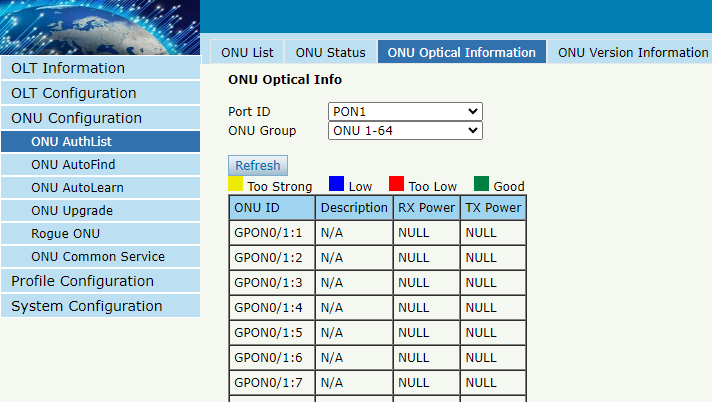 ONU List ONU Status ONU Optical Information ONU Version Information
OLT Information
OLT Configuration
ONU Configuration
ONU AuthList
ONU AutoFind
ONU AutoLearn
ONU Upgrade
Rogue ONU
ONU Common Service
Profile Configuration
System Configuration
ONU Optical Info
Port ID PON1
ONU Group ONU 1-64
Refresh
Too Strong Low Too Low Good
ONU ID Description RX Power TX Power
GPON0/1:1 N/A NULL NULL
GPON0/1:2 N/A NULL NULL
GPON0/1:3 N/A NULL NULL
GPON0/1:4 N/A NULL NULL
GPON0/1:5 N/A NULL NULL
GPON0/1:6 N/A NULL NULL
GPON0/1:7 N/A NULL NULL